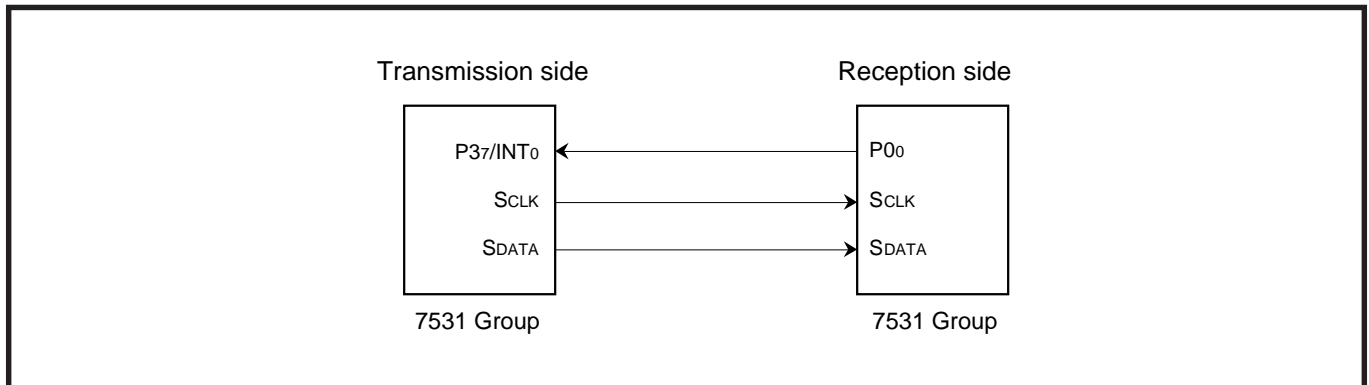 Transmission side Reception side
P37/INT0 P00
SCLK SCLK
SDATA SDATA
7531 Group 7531 Group